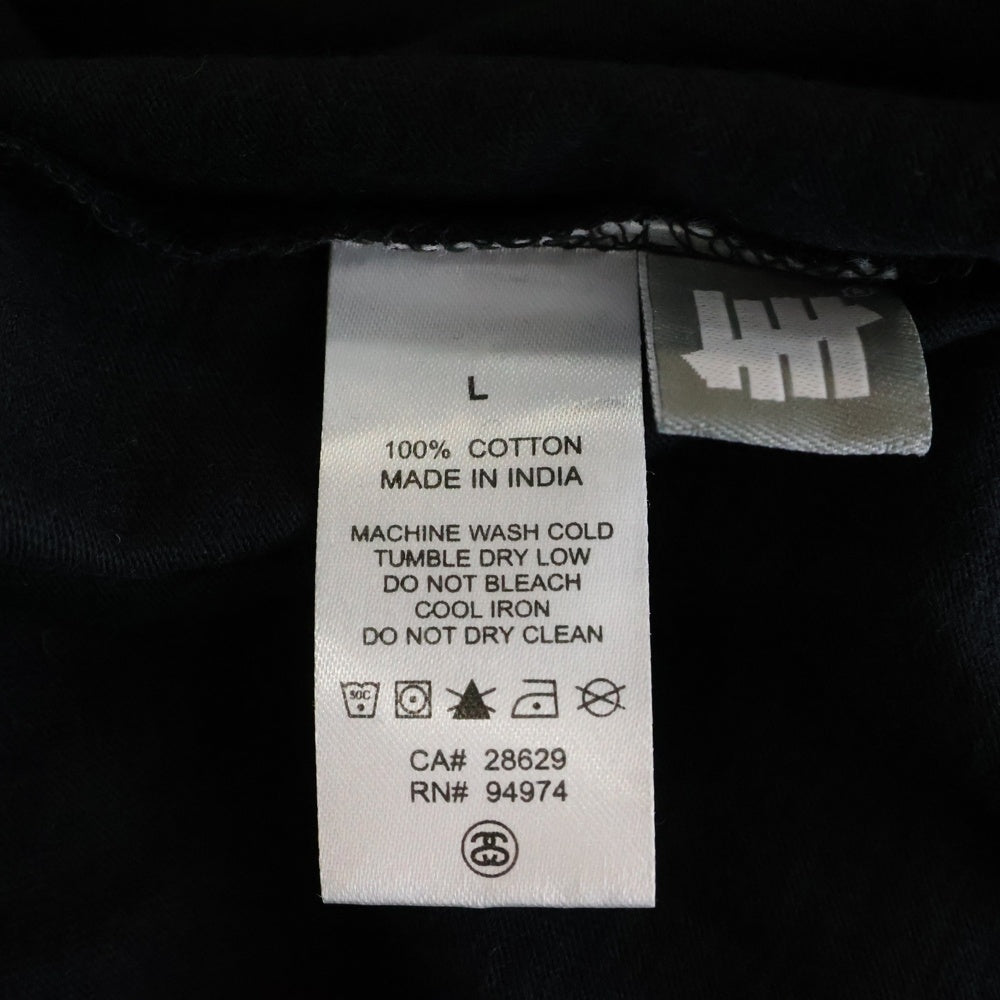 L
100% COTTON
MADE IN INDIA
MACHINE WASH COLD
TUMBLE DRY LOW
DO NOT BLEACH
COOL IRON
DO NOT DRY CLEAN
CA# 28629
RN# 94974